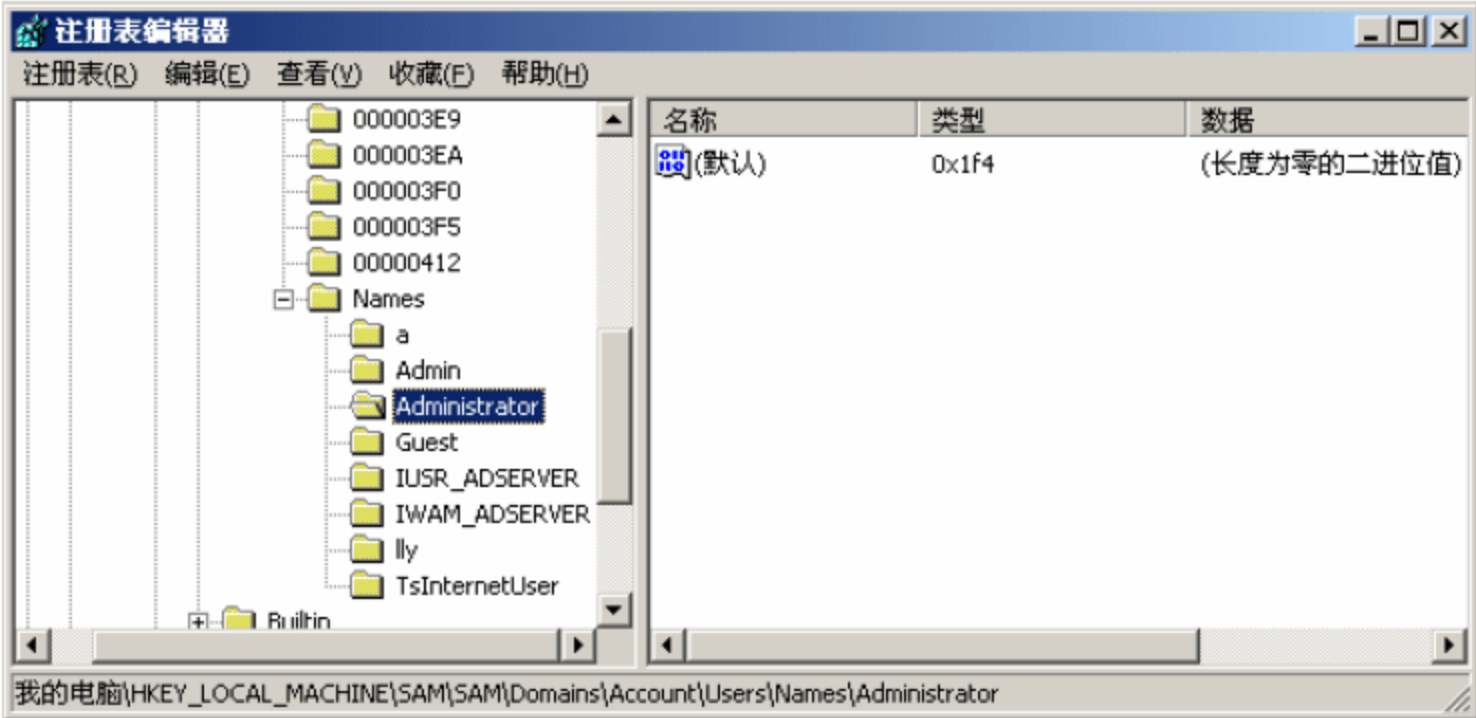 注册表编辑器
注册表(R) 编辑(E) 查看(V) 收藏(F) 帮助(H)
000003E9
000003EA
000003F0
000003F5
00000412
Names
a
Admin
Administrator
Guest
IUSR_ADSERVER
IWAM_ADSERVER
lly
TsInternetUser
Builtin
名称 类型 数据
(默认) 0x1f4 (长度为零的二进位值)
我的电脑\HKEY_LOCAL_MACHINE\SAM\SAM\Domains\Account\Users\Names\Administrator